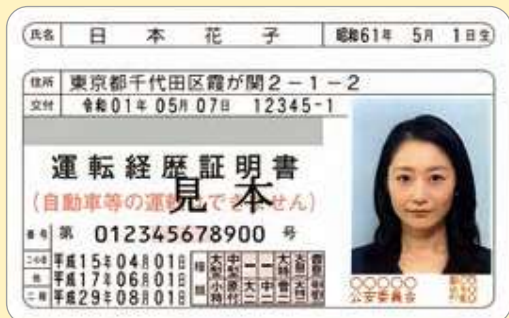 氏名 日本花子 昭和61年 5月 1日生
住所 東京都千代田区霞が関2-1-2
交付 令和01年05月07日 12345-1
運転経歴証明書
見本
(自動車等の運転はできません)
番号 第 012345678900 号
平成15年04月01日
平成17年06月01日
平成29年08月01日
種類
公安委員会